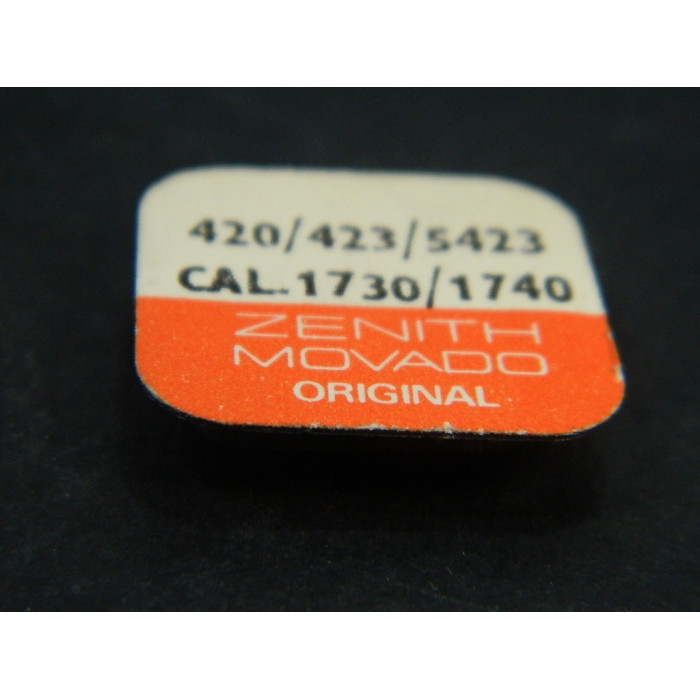 420/423/5423
CAL.1730/1740
ZENITH
MOVADO
ORIGINAL